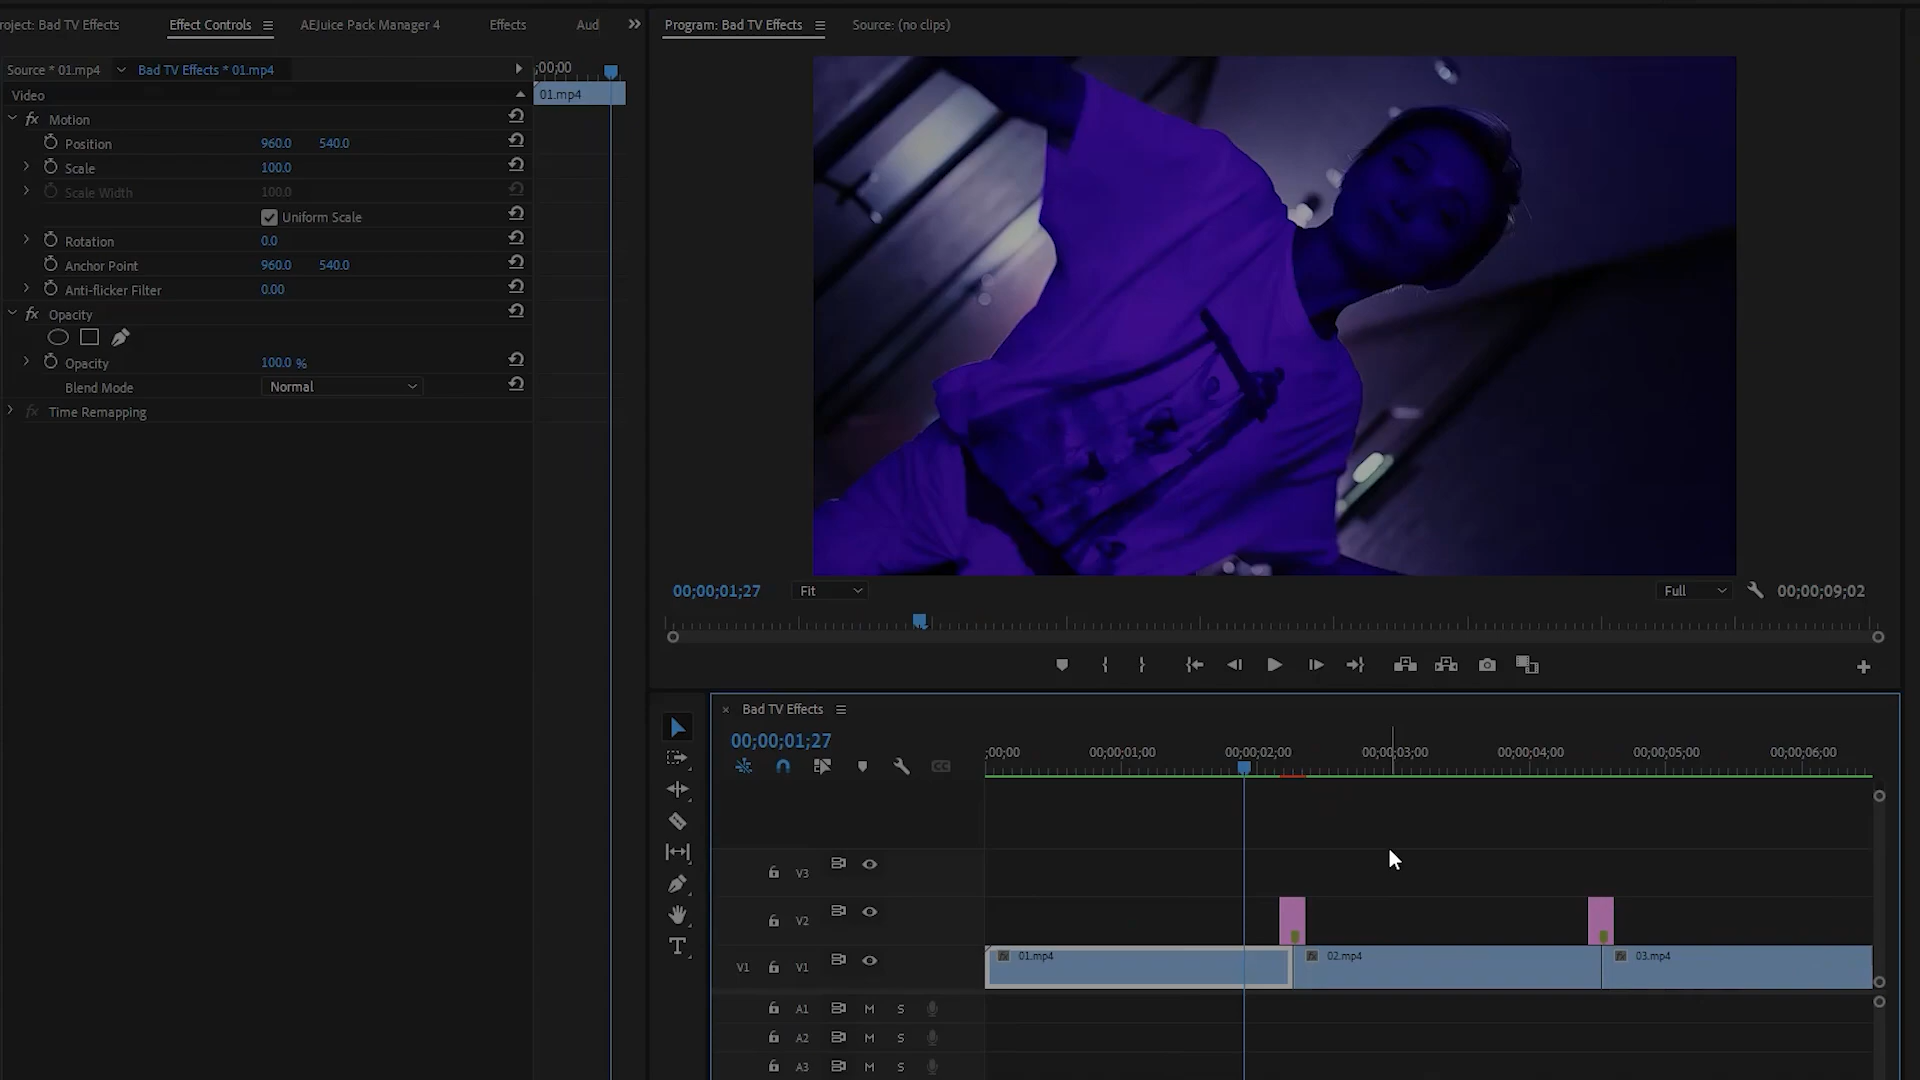 roject: Bad TV Effects
Effect Controls
AEJuice Pack Manager 4
Effects
Aud
Program: Bad TV Effects
Source: (no clips)
Source * 01.mp4
Bad TV Effects * 01.mp4
;00;00
Video
01.mp4
Motion
Position 960.0 540.0
Scale 100.0
Scale Width 100.0
Uniform Scale
Rotation 0.0
Anchor Point 960.0 540.0
Anti-flicker Filter 0.00
Opacity
Opacity 100.0 %
Blend Mode Normal
Time Remapping
00;00;01;27
Fit
Full
00;00;09;02
Bad TV Effects
00;00;01;27
;00;00 00;00;01;00 00;00;02;00 00;00;03;00 00;00;04;00 00;00;05;00 00;00;06;00
V3
V2
V1 V1
01.mp4
02.mp4
03.mp4
A1 M S
A2 M S
A3 M S